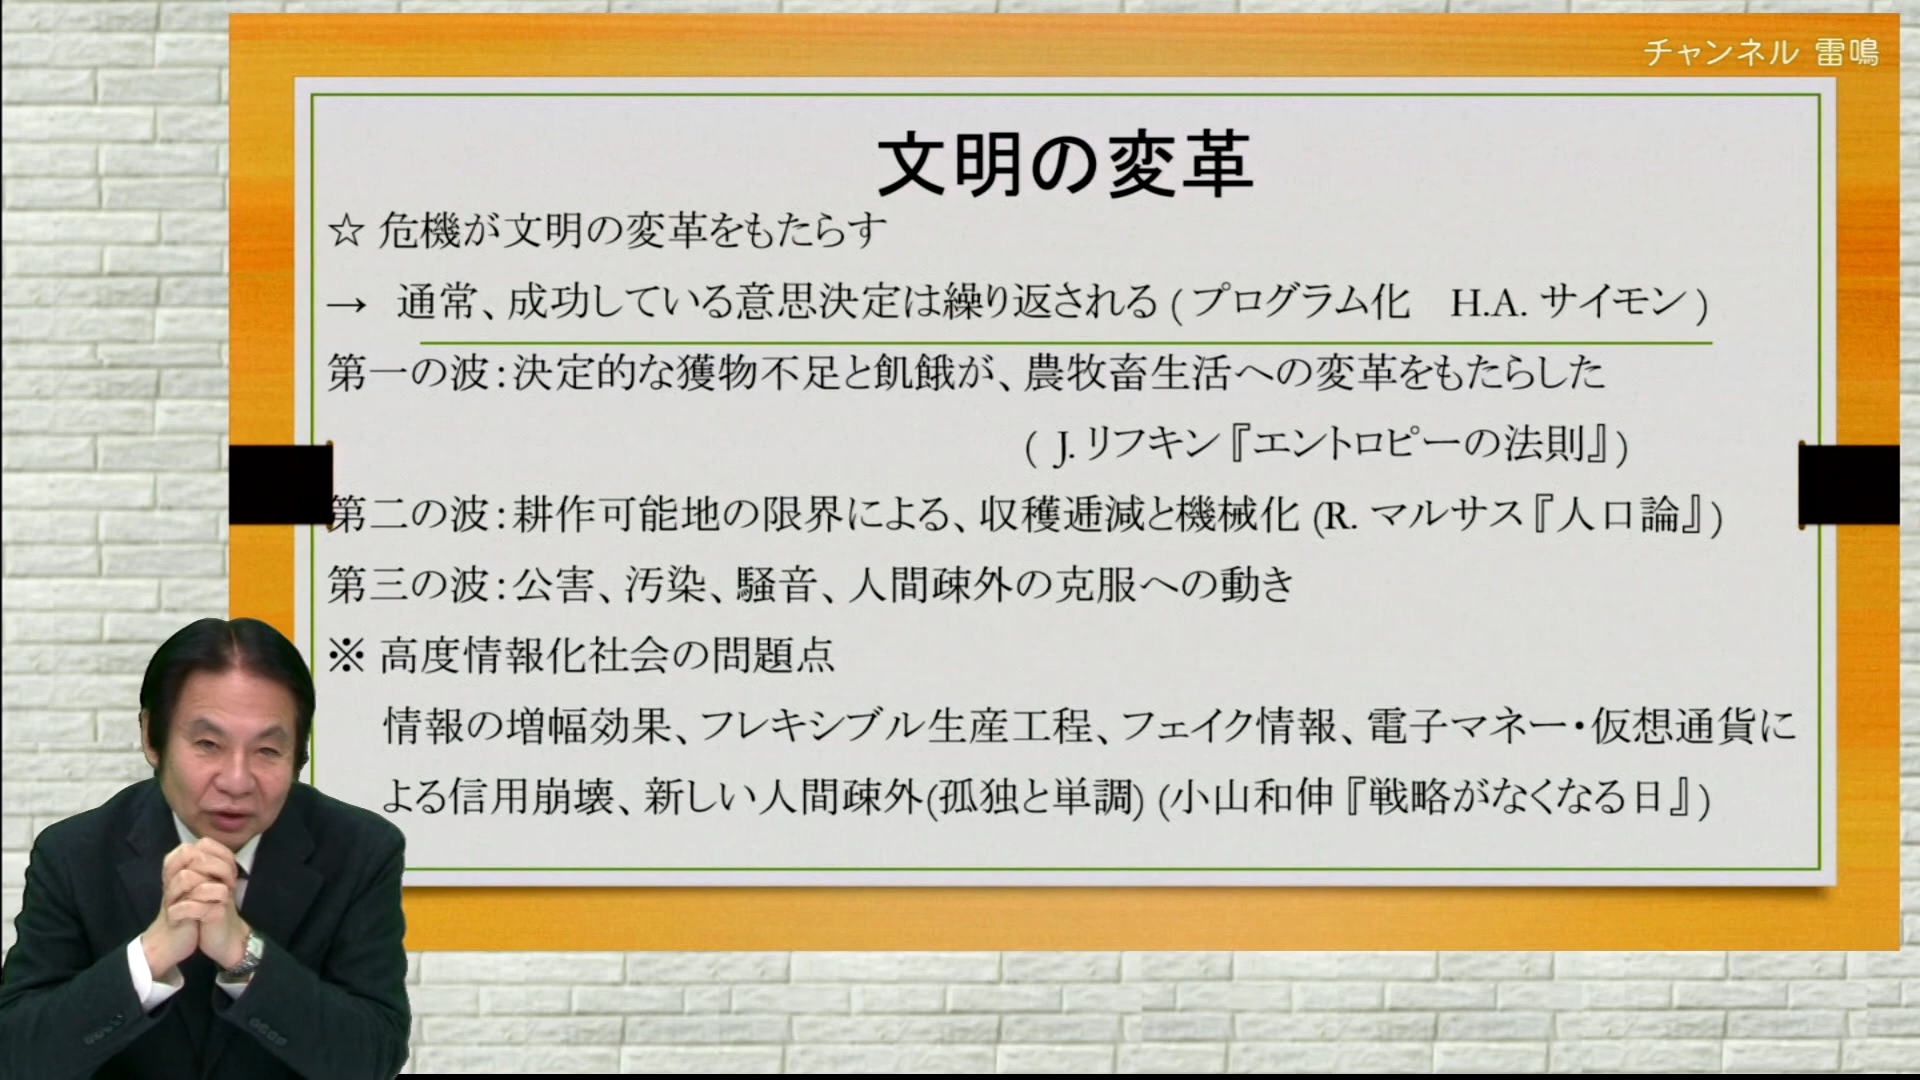 チャンネル 雷鳴
文明の変革
☆ 危機が文明の変革をもたらす
→ 通常、成功している意思決定は繰り返される ( プログラム化　H.A. サイモン )
第一の波：決定的な獲物不足と飢餓が、農牧畜生活への変革をもたらした
( J. リフキン『エントロピーの法則』)
第二の波：耕作可能地の限界による、収穫逓減と機械化 (R. マルサス『人口論』)
第三の波：公害、汚染、騒音、人間疎外の克服への動き
※ 高度情報化社会の問題点
情報の増幅効果、フレキシブル生産工程、フェイク情報、電子マネー・仮想通貨に
よる信用崩壊、新しい人間疎外(孤独と単調) (小山和伸『戦略がなくなる日』)